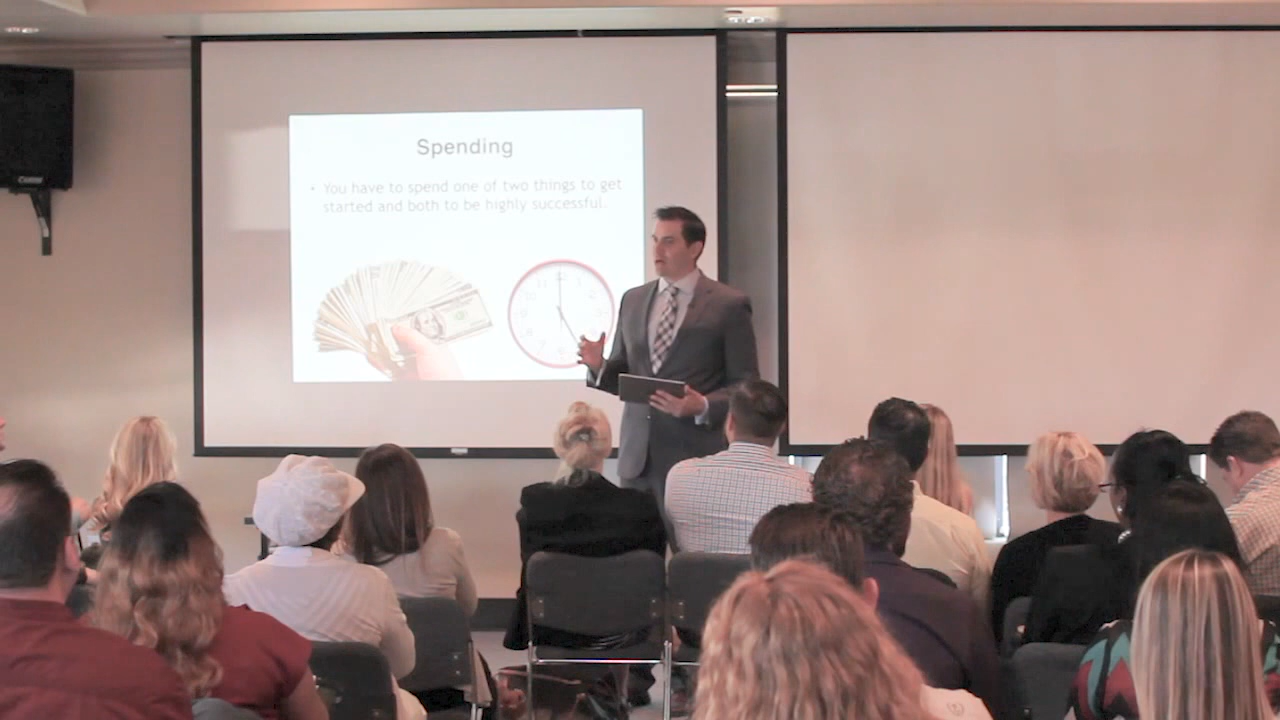 Spending
• You have to spend one of two things to get
started and both to be highly successful.